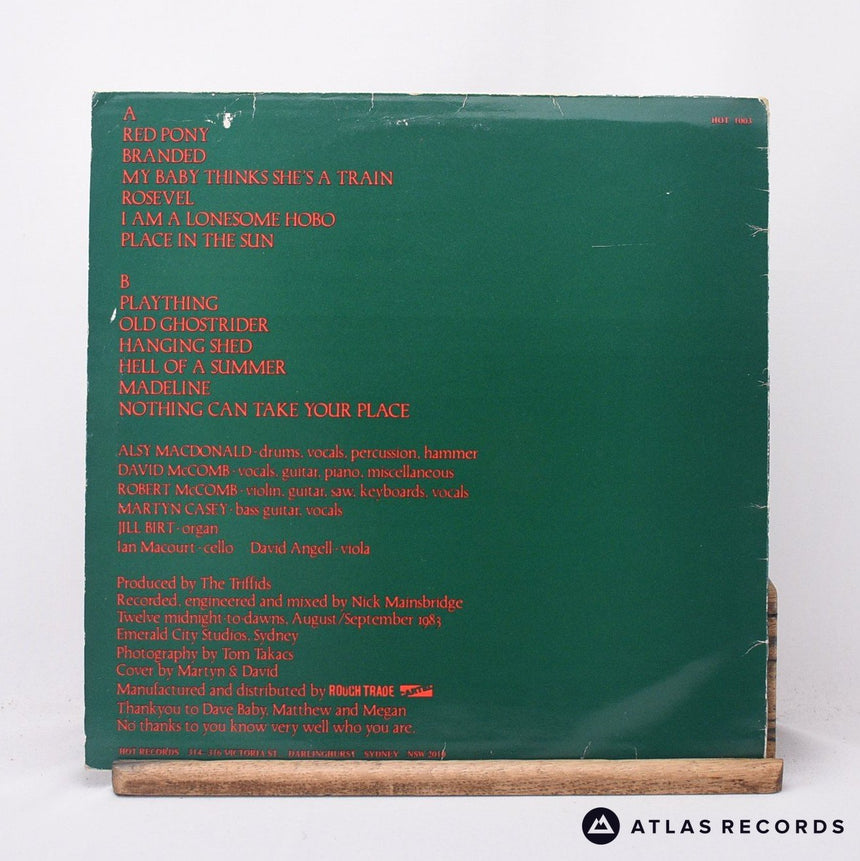 HOT 1003
A
RED PONY
BRANDED
MY BABY THINKS SHE'S A TRAIN
ROSEVEL
I AM A LONESOME HOBO
PLACE IN THE SUN
B
PLAYTHING
OLD GHOSTRIDER
HANGING SHED
HELL OF A SUMMER
MADELINE
NOTHING CAN TAKE YOUR PLACE
ALSY MACDONALD - drums, vocals, percussion, hammer
DAVID McCOMB - vocals, guitar, piano, miscellaneous
ROBERT McCOMB - violin, guitar, saw, keyboards, vocals
MARTYN CASEY - bass guitar, vocals
JILL BIRT - organ
Ian Macourt - cello David Angell - viola
Produced by The Triffids
Recorded, engineered and mixed by Nick Mainsbridge
Twelve midnight-to-dawns, August/September 1983
Emerald City Studios, Sydney
Photography by Tom Takacs
Cover by Martyn & David
Manufactured and distributed by ROUGH TRADE
Thankyou to Dave Baby, Matthew and Megan
No thanks to you know very well who you are.
HOT RECORDS 314-316 VICTORIA ST. DARLINGHURST SYDNEY NSW 2010
ATLAS RECORDS